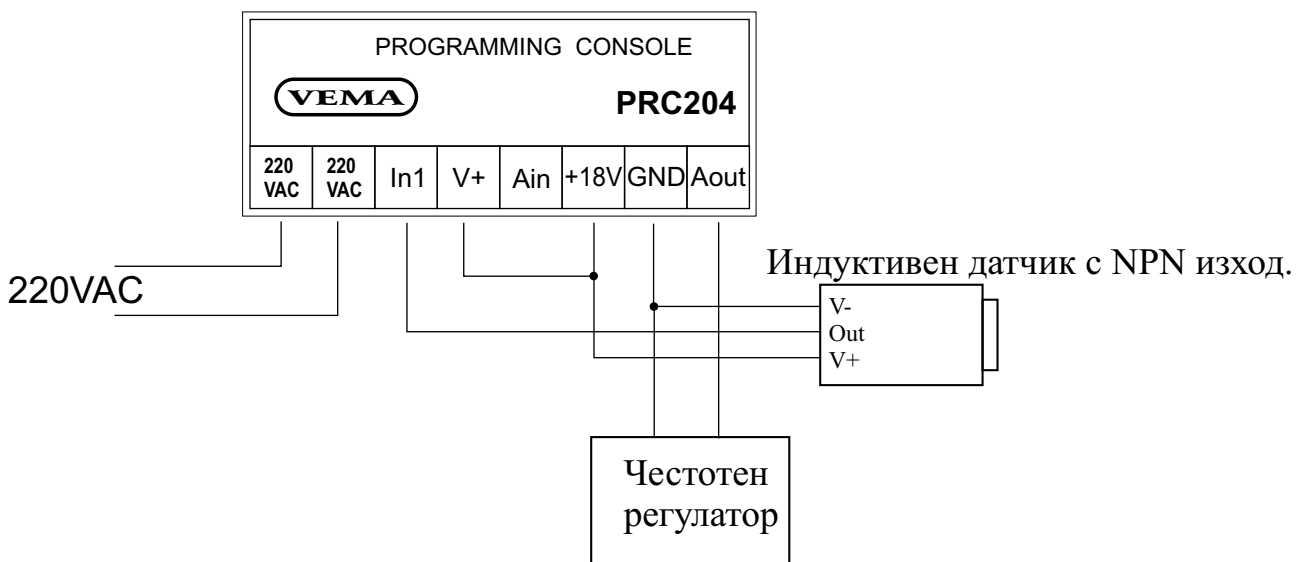 PROGRAMMING CONSOLE
VEMA
PRC204
220 VAC
220 VAC
In1
V+
Ain
+18V
GND
Aout
220VAC
Индуктивен датчик с NPN изход.
V-
Out
V+
Честотен
регулатор